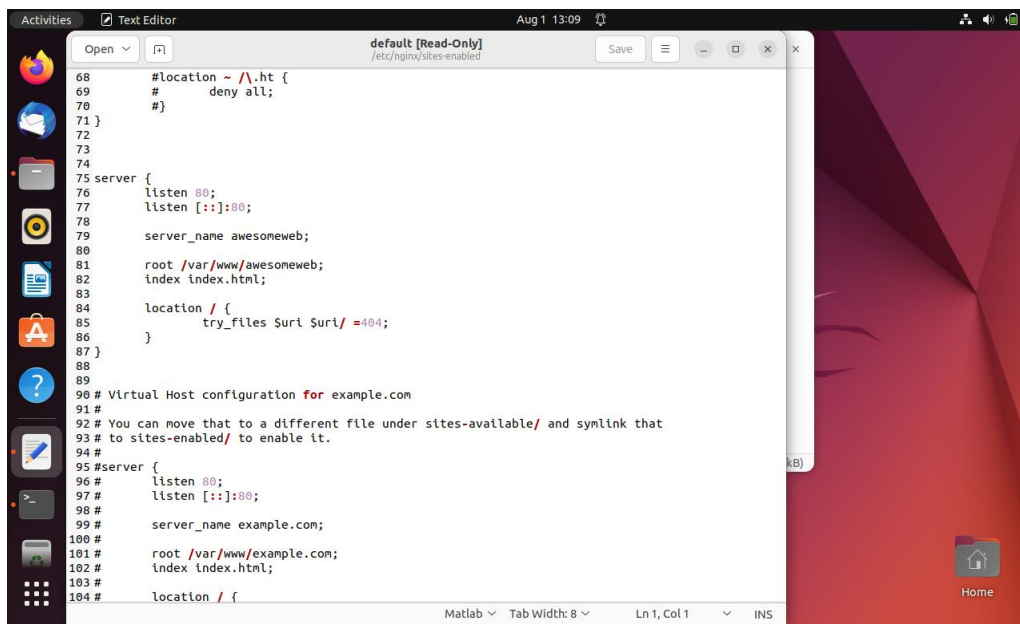 Activities Text Editor Aug 1 13:09
Open default [Read-Only] Save
/etc/nginx/sites-enabled
68 #location ~ /\.ht {
69 # deny all;
70 #}
71 }
72
73
74
75 server {
76 listen 80;
77 listen [::]:80;
78
79 server_name awesomeweb;
80
81 root /var/www/awesomeweb;
82 index index.html;
83
84 location / {
85 try_files $uri $uri/ =404;
86 }
87 }
88
89
90 # Virtual Host configuration for example.com
91 #
92 # You can move that to a different file under sites-available/ and symlink that
93 # to sites-enabled/ to enable it.
94 #
95 #server {
96 # listen 80;
97 # listen [::]:80;
98 #
99 # server_name example.com;
100 #
101 # root /var/www/example.com;
102 # index index.html;
103 #
104 # location / {
kB)
Home
Matlab Tab Width: 8 Ln 1, Col 1 INS